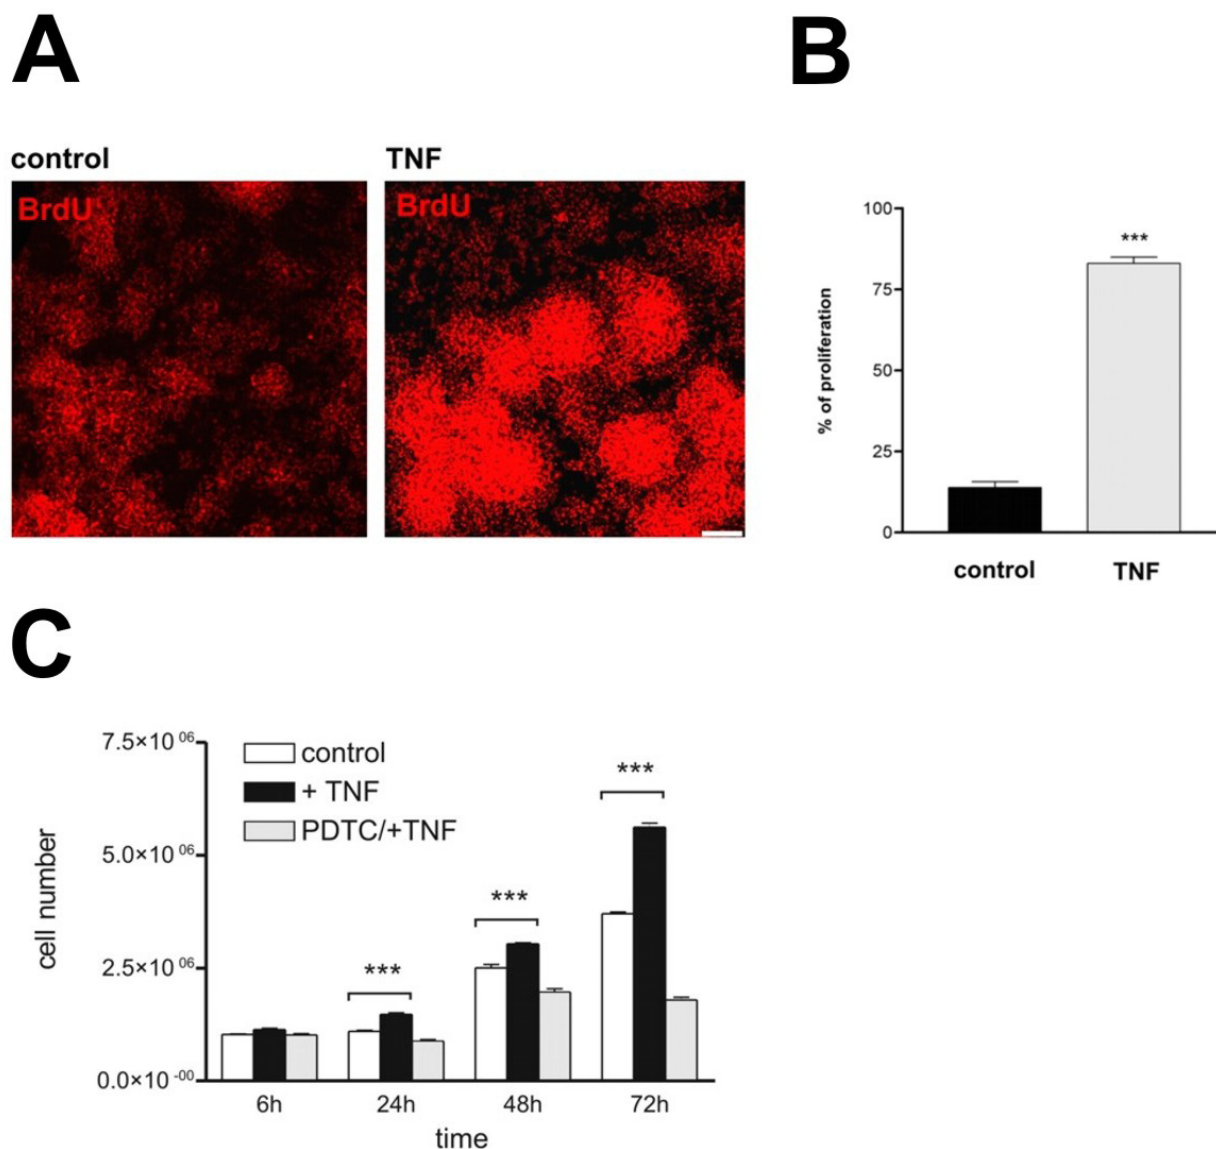 A
B
control
TNF
BrdU
BrdU
100
75
50
25
0
% of proliferation
***
control
TNF
C
7.5×10 06
5.0×10 06
2.5×10 06
0.0×10 -00
cell number
control
+ TNF
PDTC/+TNF
***
***
***
6h
24h
48h
72h
time